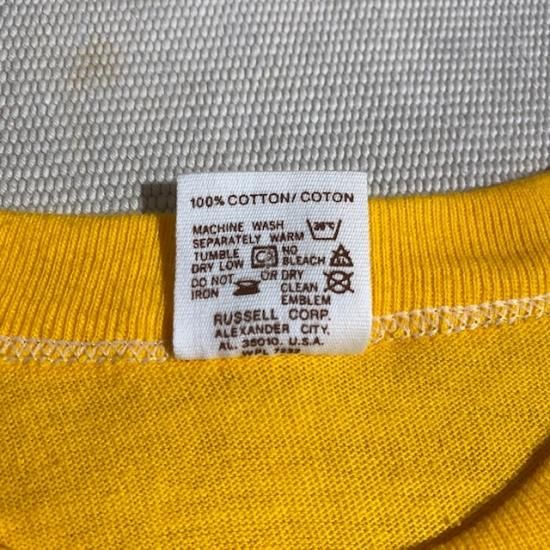 100% COTTON/COTON
MACHINE WASH
SEPARATELY WARM
TUMBLE NO
DRY LOW BLEACH
DO NOT OR DRY
IRON CLEAN
EMBLEM
RUSSELL CORP.
ALEXANDER CITY,
AL. 35010. U.S.A.
WPL